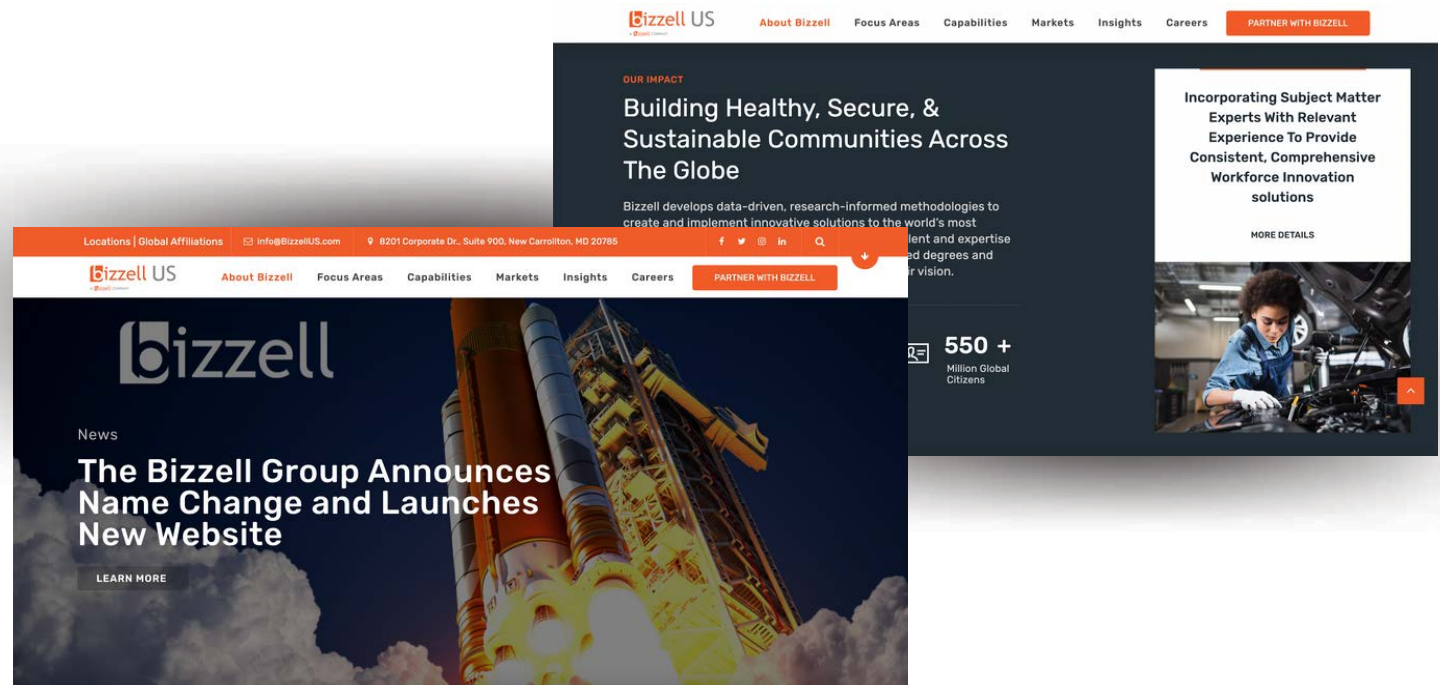 bizzell US
About Bizzell
Focus Areas
Capabilities
Markets
Insights
Careers
PARTNER WITH BIZZELL
OUR IMPACT
Building Healthy, Secure, &
Sustainable Communities Across
The Globe
Bizzell develops data-driven, research-informed methodologies to
create and implement innovative solutions to the world's most
lent and expertise
ed degrees and
r vision.
550 +
Million Global
Citizens
Incorporating Subject Matter
Experts With Relevant
Experience To Provide
Consistent, Comprehensive
Workforce Innovation
solutions
MORE DETAILS
Locations | Global Affiliations
Info@BizzellUS.com
8201 Corporate Dr., Suite 900, New Carrollton, MD 20785
bizzell US
About Bizzell
Focus Areas
Capabilities
Markets
Insights
Careers
PARTNER WITH BIZZELL
bizzell
News
The Bizzell Group Announces
Name Change and Launches
New Website
LEARN MORE